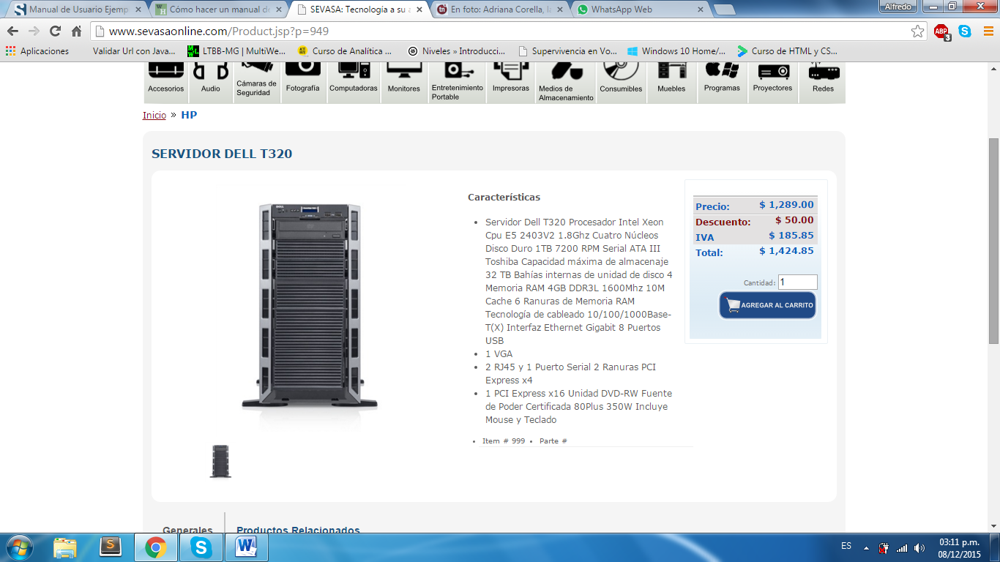 Manual de Usuario Ejemp
Cómo hacer un manual de
SEVASA: Tecnología a su a
En foto: Adriana Corella, la
WhatsApp Web
Alfredo
www.sevasaonline.com/Product.jsp?p=949
ABP
3
Aplicaciones
Validar Url con Java...
LTBB-MG | MultiWe...
Curso de Analítica ...
Niveles » Introducci...
Supervivencia en Vo...
Windows 10 Home/...
Curso de HTML y CS...
Accesorios
Audio
Cámaras de
Seguridad
Fotografía
Computadoras
Monitores
Entretenimiento
Portable
Impresoras
Medios de
Almacenamiento
Consumibles
Muebles
Programas
Proyectores
Redes
Inicio » HP
SERVIDOR DELL T320
Características
Servidor Dell T320 Procesador Intel Xeon
Cpu E5 2403V2 1.8Ghz Cuatro Núcleos
Disco Duro 1TB 7200 RPM Serial ATA III
Toshiba Capacidad máxima de almacenaje
32 TB Bahías internas de unidad de disco 4
Memoria RAM 4GB DDR3L 1600Mhz 10M
Cache 6 Ranuras de Memoria RAM
Tecnología de cableado 10/100/1000Base-
T(X) Interfaz Ethernet Gigabit 8 Puertos
USB
1 VGA
2 RJ45 y 1 Puerto Serial 2 Ranuras PCI
Express x4
1 PCI Express x16 Unidad DVD-RW Fuente
de Poder Certificada 80Plus 350W Incluye
Mouse y Teclado
Item # 999 • Parte #
Precio: $ 1,289.00
Descuento: $ 50.00
IVA $ 185.85
Total: $ 1,424.85
Cantidad: 1
AGREGAR AL CARRITO
Generales
Productos Relacionados
ES
03:11 p.m.
08/12/2015